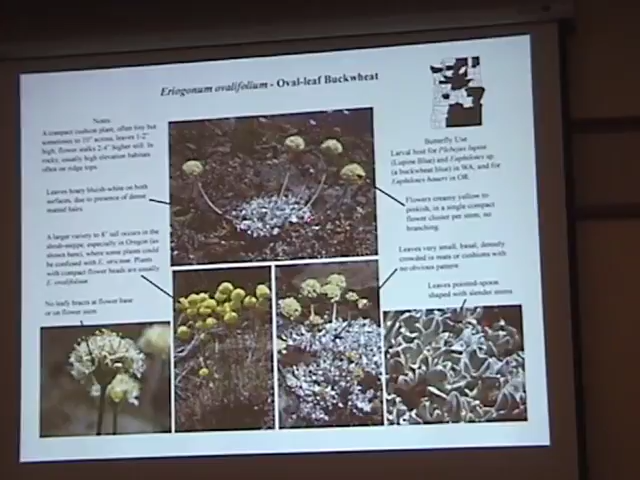 Eriogonum ovalifolium - Oval-leaf Buckwheat
Notes
A compact cushion plant, often tiny but
sometimes to 10" across, leaves 1-2"
high, flower stalks 2-4" higher still. In
rocky, usually high elevation habitats
often on ridge tops.
Leaves hoary bluish-white on both
surfaces, due to presence of dense
matted hairs.
A larger variety to 8" tall occurs in the
shrub-steppe, especially in Oregon (as
shown here), where some plants could
be confused with E. Plants
with compact flower heads are usually
E. ovalifolium.
No leafy bracts at flower base
or on flower stem
Butterfly Use
Larval host for Plebejus lupini
(Lupine Blue) and Euphilotes sp.
(a buckwheat blue) in WA, and for
Euphilotes in OR.
Flowers creamy yellow to
pinkish, in a single compact
flower cluster per stem, no
branching.
Leaves very small, basal, densely
crowded in mats or cushions with
no obvious pattern
Leaves pointed-spoon
shaped with slender stems